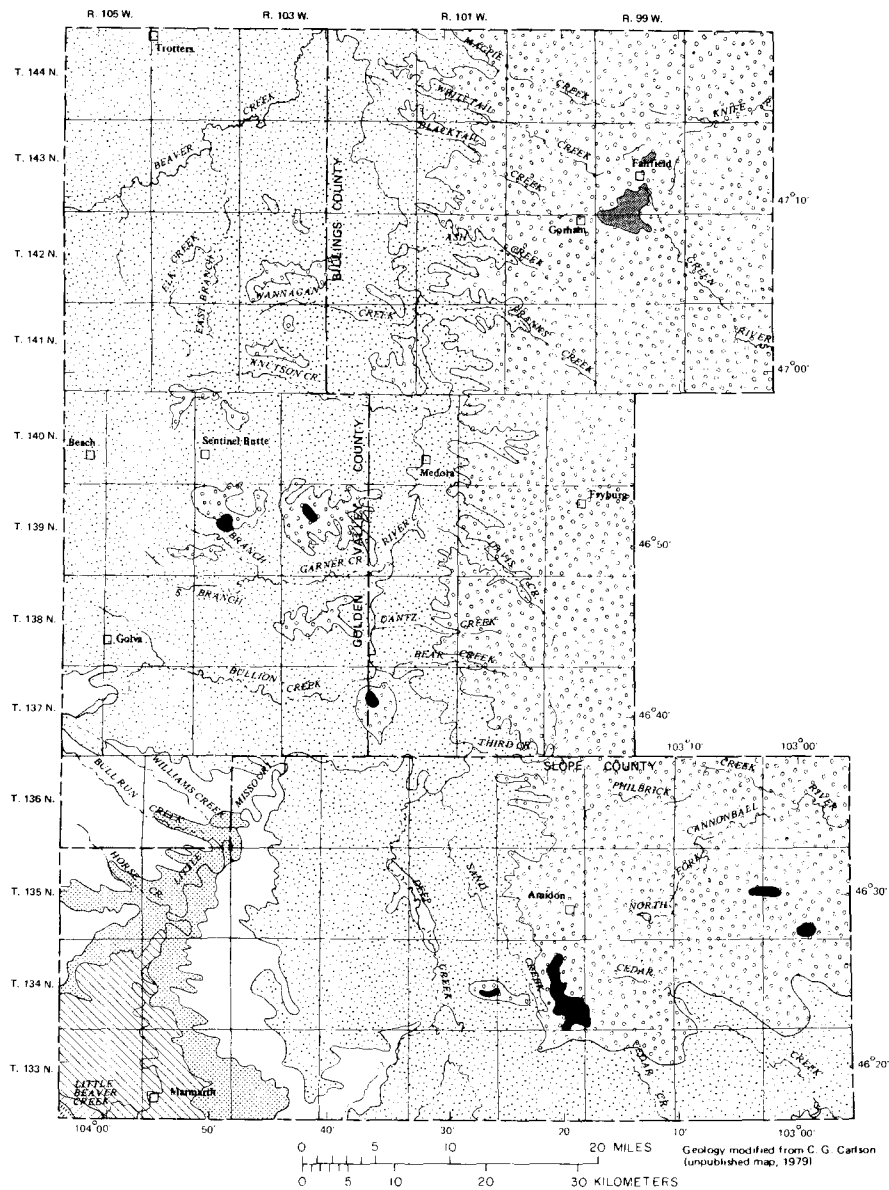 R. 105 W. R. 103 W. R. 101 W. R. 99 W.
T. 144 N.
Trotters
MAGPIE
CREEK
WHITETAIL
KNIFE R.
BLACKTAIL
CREEK
T. 143 N.
BEAVER CREEK
CREEK
Fairfield
47°10'
BILLINGS COUNTY
Gorham
T. 142 N.
ASH CREEK
ELK CREEK
EAST BRANCH
GREEN
RIVER
WANNAGAN
CREEK
FRANKS
CREEK
T. 141 N.
KNUTSON CR.
47°00'
T. 140 N.
Beach
Sentinel Butte
Medora
GOLDEN VALLEY COUNTY
Fryburg
T. 139 N.
BRANCH
RIVER
46°50'
GARNER CR.
DAVIS CR.
BRANCH
T. 138 N.
Golva
DANTZ CREEK
BEAR CREEK
BULLION CREEK
T. 137 N.
46°40'
THIRD CR.
103°10' 103°00'
SLOPE COUNTY
T. 136 N.
BULL RUN CREEK
WILLIAMS CREEK
LITTLE MISSOURI
PHILBRICK
CREEK
CANNONBALL
RIVER
NORTH FORK
T. 135 N.
HORSE CR.
DEEP CREEK
SAND CREEK
Amidon
46°30'
T. 134 N.
CEDAR
CREEK
T. 133 N.
CEDAR CR.
46°20'
LITTLE
BEAVER
CREEK
Marmarth
104°00' 50' 40' 30' 20' 10' 103°00'
0 5 10 20 MILES
0 5 10 20 30 KILOMETERS
Geology modified from C. G. Carlson
(unpublished map, 1979)